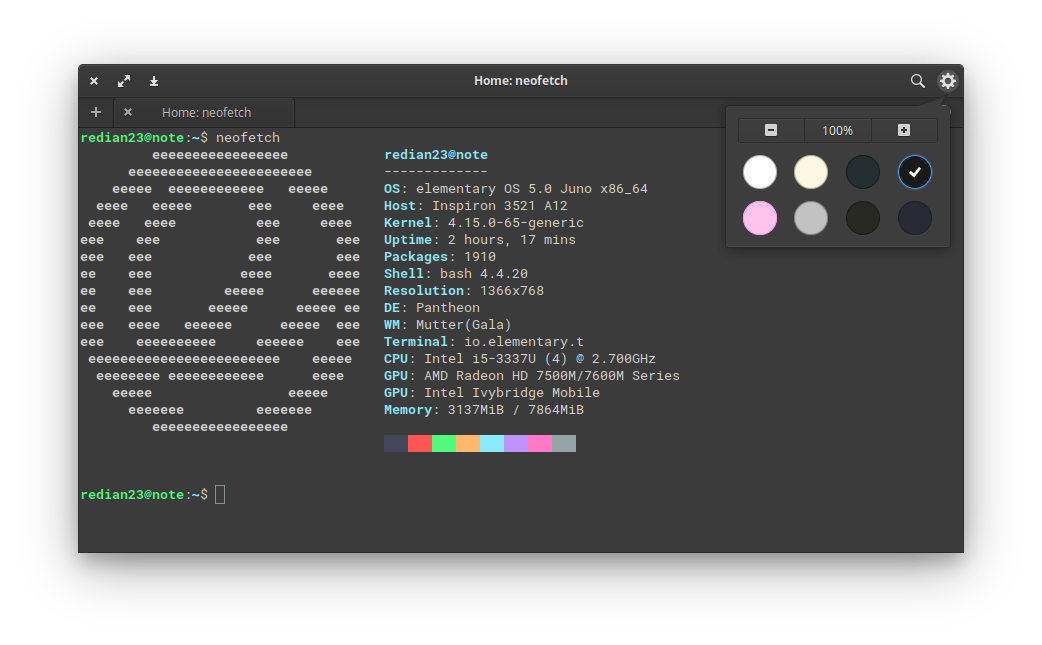 Home: neofetch
Home: neofetch
100%
redian23@note:~$ neofetch
         eeeeeeeeeeeeeeeee            redian23@note
      eeeeeeeeeeeeeeeeeeeeeee         -------------
    eeeee  eeeeeeeeeeee   eeeee       OS: elementary OS 5.0 Juno x86_64
  eeee   eeeee       eee     eeee     Host: Inspiron 3521 A12
 eeee   eeee          eee     eeee    Kernel: 4.15.0-65-generic
eee    eee            eee       eee   Uptime: 2 hours, 17 mins
eee   eee            eee        eee   Packages: 1910
ee    eee           eeee       eeee   Shell: bash 4.4.20
ee    eee         eeeee      eeeeee   Resolution: 1366x768
ee    eee       eeeee      eeeee ee   DE: Pantheon
eee   eeee   eeeeee      eeeee  eee   WM: Mutter(Gala)
eee    eeeeeeeeee     eeeeee    eee   Terminal: io.elementary.t
 eeeeeeeeeeeeeeeeeeeeeeee    eeeee    CPU: Intel i5-3337U (4) @ 2.700GHz
  eeeeeeee eeeeeeeeeeee      eeee     GPU: AMD Radeon HD 7500M/7600M Series
    eeeee                 eeeee       GPU: Intel Ivybridge Mobile
      eeeeeee         eeeeeee         Memory: 3137MiB / 7864MiB
         eeeeeeeeeeeeeeeee
redian23@note:~$